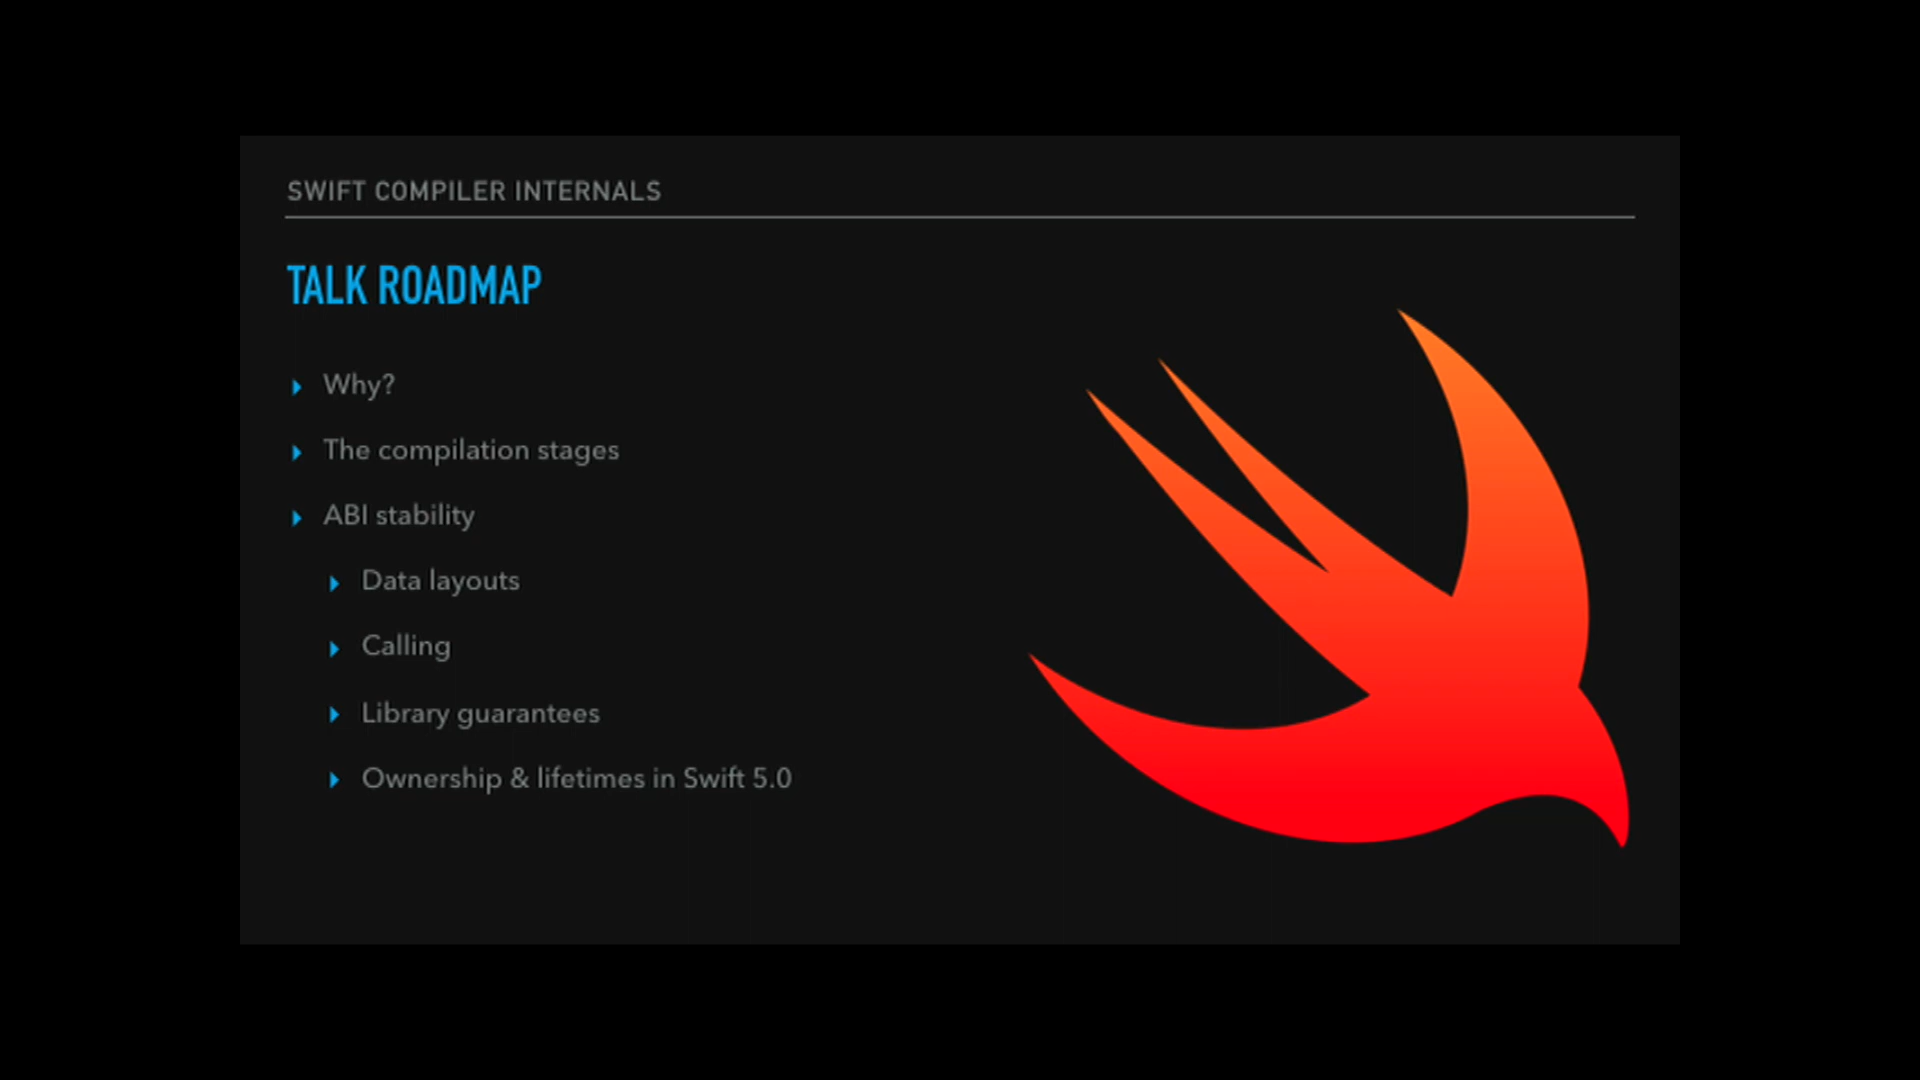 SWIFT COMPILER INTERNALS
TALK ROADMAP
Why?
The compilation stages
ABI stability
Data layouts
Calling
Library guarantees
Ownership & lifetimes in Swift 5.0